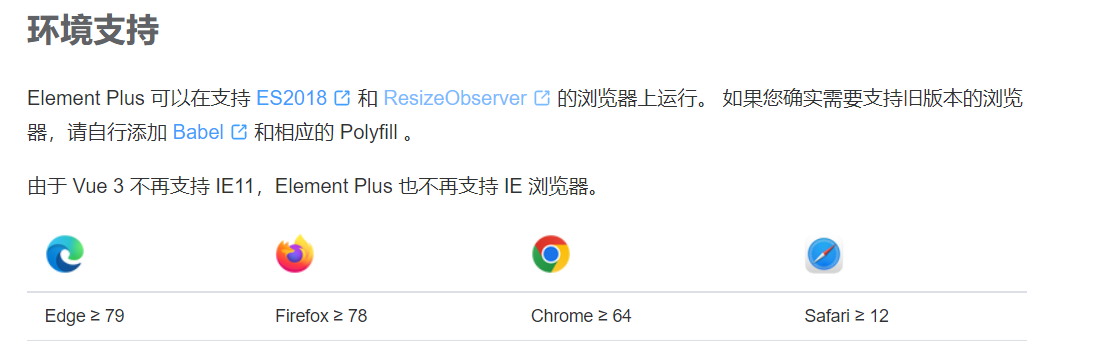 环境支持
Element Plus 可以在支持 ES2018 和 ResizeObserver 的浏览器上运行。 如果您确实需要支持旧版本的浏览
器，请自行添加 Babel 和相应的 Polyfill 。
由于 Vue 3 不再支持 IE11，Element Plus 也不再支持 IE 浏览器。
Edge ≥ 79 Firefox ≥ 78 Chrome ≥ 64 Safari ≥ 12